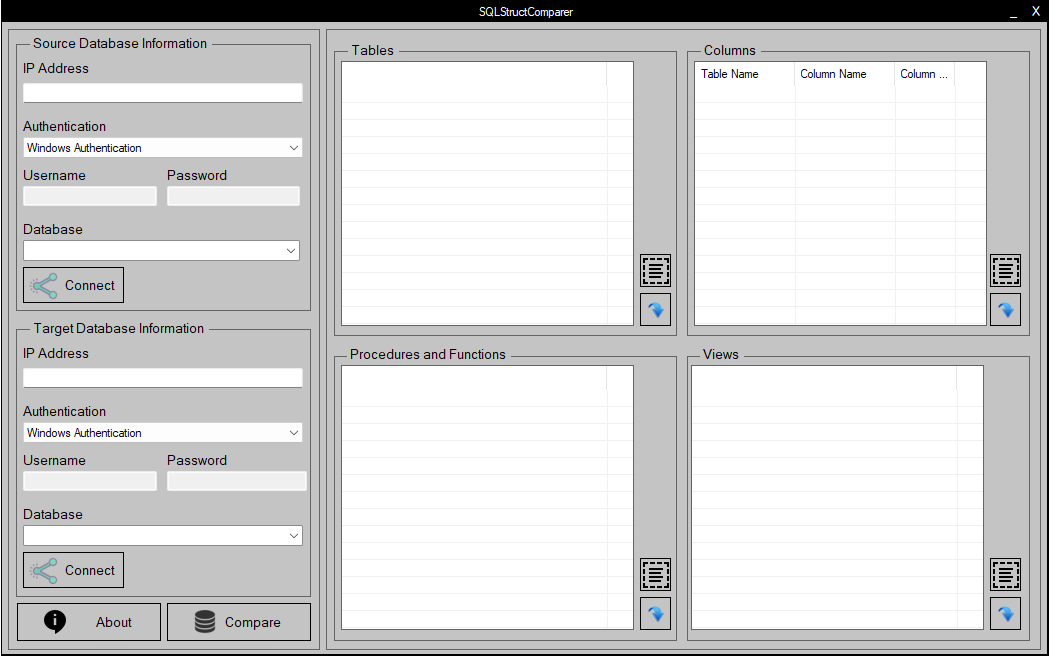 SQLStructComparer
_ X
Source Database Information
IP Address
Authentication
Windows Authentication
Username Password
Database
Connect
Target Database Information
IP Address
Authentication
Windows Authentication
Username Password
Database
Connect
About Compare
Tables
Columns
Table Name Column Name Column ...
Procedures and Functions
Views